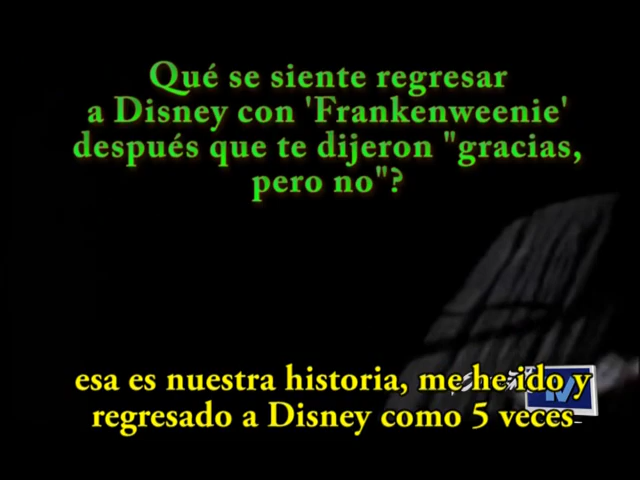 Qué se siente regresar
a Disney con 'Frankenweenie'
después que te dijeron "gracias,
pero no"?
esa es nuestra historia, me he ido y
regresado a Disney como 5 veces